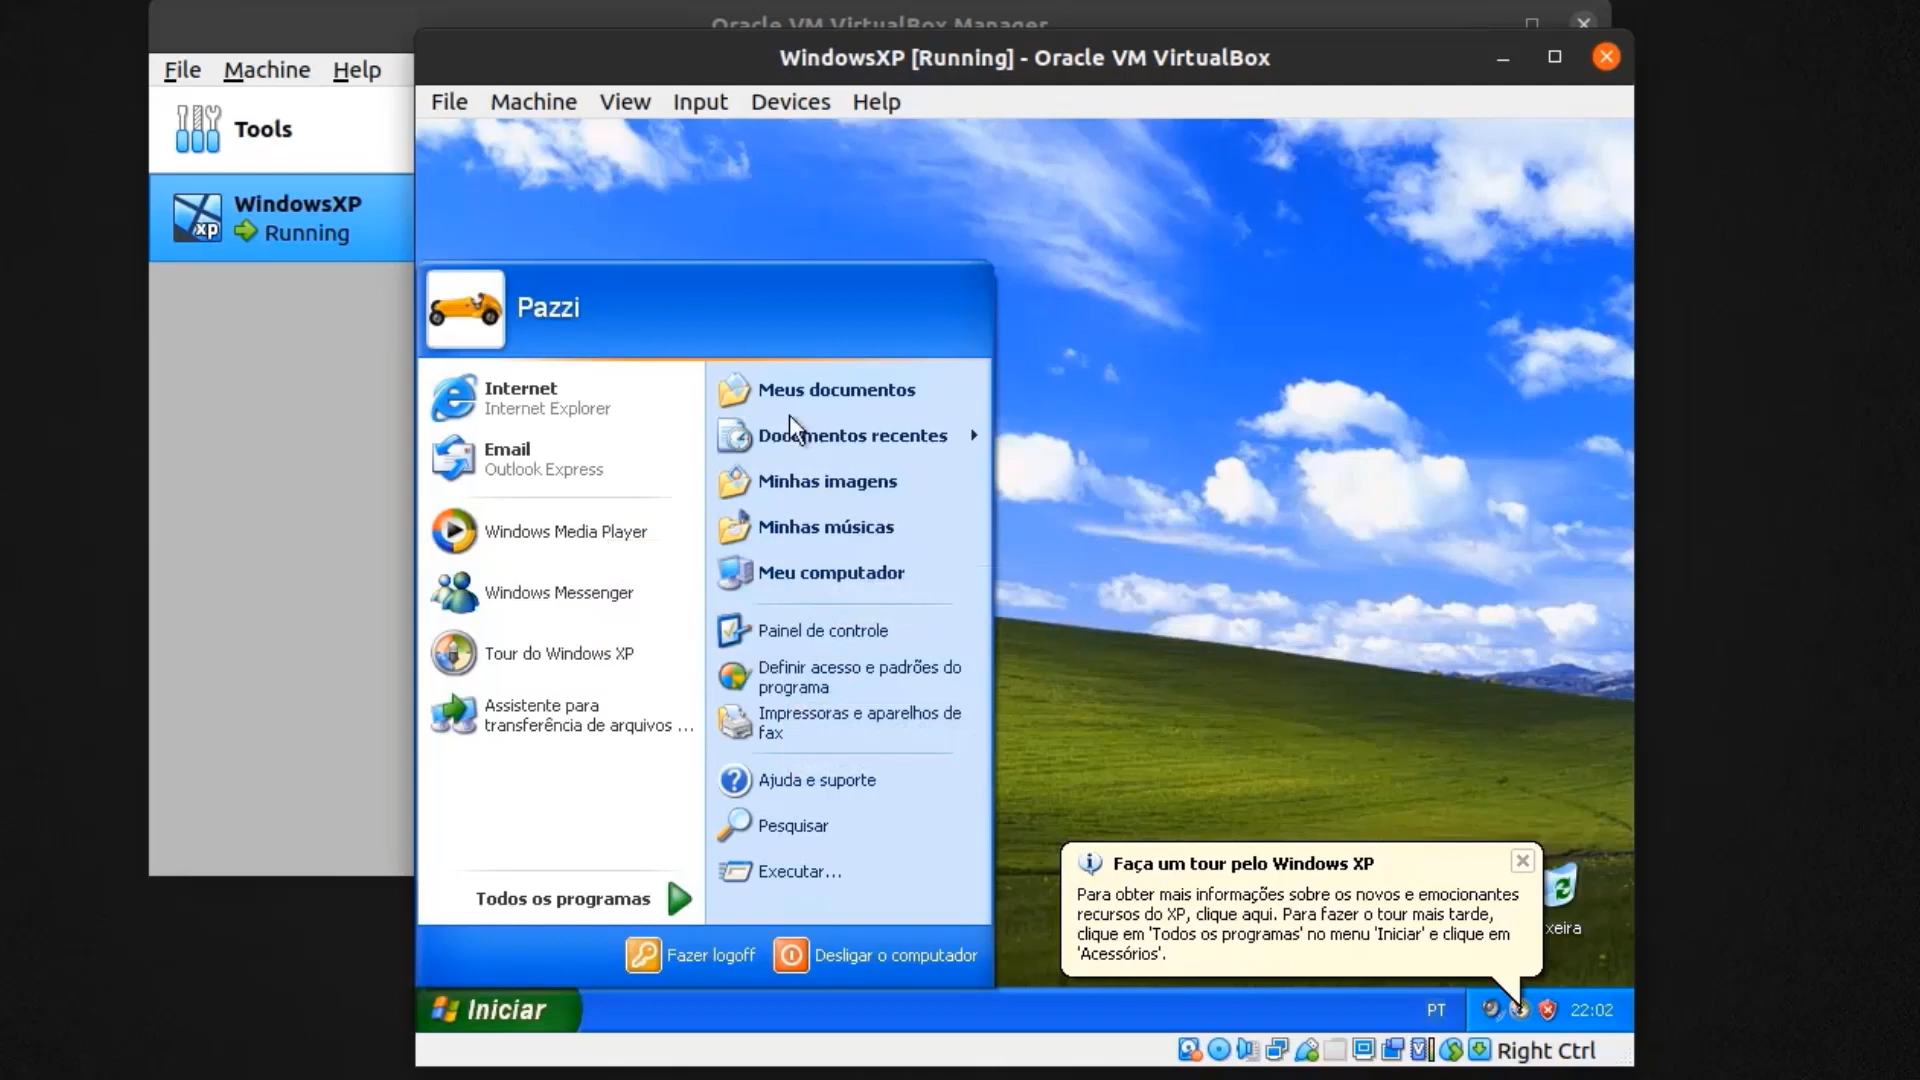 Oracle VM VirtualBox Manager
File Machine Help
Tools
WindowsXP
Running
WindowsXP [Running] - Oracle VM VirtualBox
File Machine View Input Devices Help
Pazzi
Internet
Internet Explorer
Email
Outlook Express
Windows Media Player
Windows Messenger
Tour do Windows XP
Assistente para
transferência de arquivos ...
Todos os programas
Meus documentos
Documentos recentes
Minhas imagens
Minhas músicas
Meu computador
Painel de controle
Definir acesso e padrões do
programa
Impressoras e aparelhos de
fax
Ajuda e suporte
Pesquisar
Executar...
Fazer logoff
Desligar o computador
Faça um tour pelo Windows XP
Para obter mais informações sobre os novos e emocionantes
recursos do XP, clique aqui. Para fazer o tour mais tarde,
clique em 'Todos os programas' no menu 'Iniciar' e clique em
'Acessórios'.
xeira
Iniciar
PT
22:02
Right Ctrl
xp